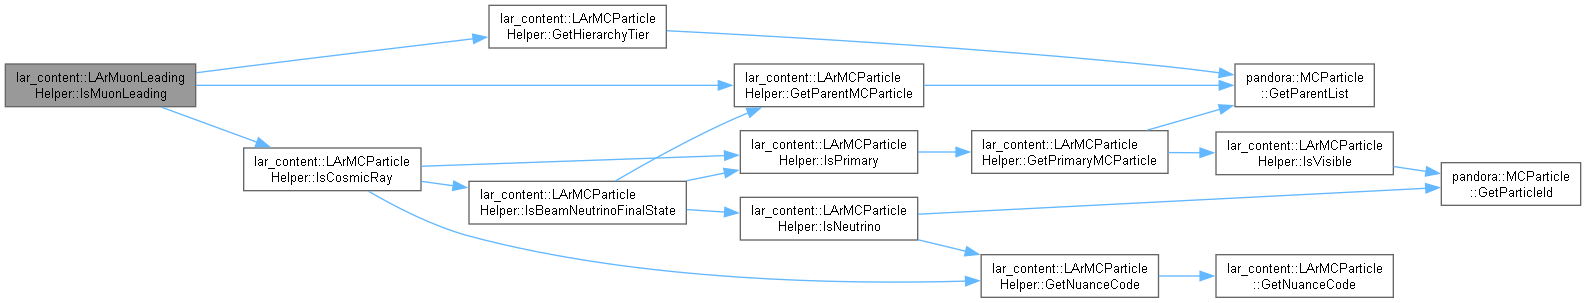 lar_content::LArMuonLeading
Helper::IsMuonLeading
lar_content::LArMCParticle
Helper::GetHierarchyTier
lar_content::LArMCParticle
Helper::IsCosmicRay
lar_content::LArMCParticle
Helper::IsBeamNeutrinoFinalState
lar_content::LArMCParticle
Helper::GetParentMCParticle
lar_content::LArMCParticle
Helper::IsPrimary
lar_content::LArMCParticle
Helper::IsNeutrino
lar_content::LArMCParticle
Helper::GetPrimaryMCParticle
lar_content::LArMCParticle
Helper::GetNuanceCode
pandora::MCParticle
::GetParentList
lar_content::LArMCParticle
Helper::IsVisible
lar_content::LArMCParticle
::GetNuanceCode
pandora::MCParticle
::GetParticleId